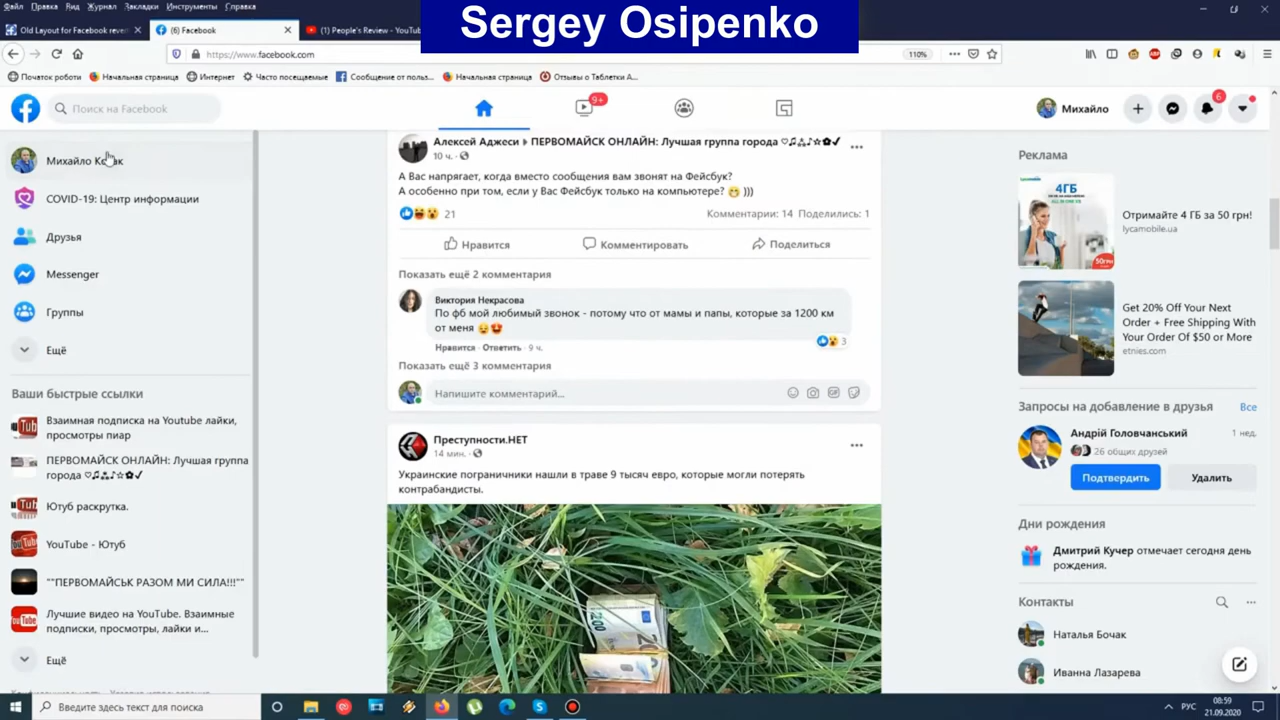 Sergey Osipenko
Файл Правка Вид Журнал Закладки Инструменты Справка
Old Layout for Facebook rever
(6) Facebook
(1) People's Review - YouTub
https://www.facebook.com
110%
Початок роботи
Начальная страница
Интернет
Часто посещаемые
Сообщение от польз...
Начальная страница
Отзывы о Таблетки А...
Поиск на Facebook
9+
Михайло
6
Михайло
COVID-19: Центр информации
Друзья
Messenger
Группы
Ещё
Ваши быстрые ссылки
Взаимная подписка на Youtube лайки,
просмотры пиар
ПЕРВОМАЙСК ОНЛАЙН: Лучшая группа
города
Ютуб раскрутка.
YouTube - Ютуб
""ПЕРВОМАЙСЬК РАЗОМ МИ СИЛА!!!""
Лучшие видео на YouTube. Взаимные
подписки, просмотры, лайки и...
Ещё
Алексей Аджеси ▸ ПЕРВОМАЙСК ОНЛАЙН: Лучшая группа города ♡♫⁂♪☆✿✓
10 ч.
А Вас напрягает, когда вместо сообщения вам звонят на Фейсбук?
А особенно при том, если у Вас Фейсбук только на компьютере? 😁 )))
21
Комментарии: 14 Поделились: 1
Нравится
Комментировать
Поделиться
Показать ещё 2 комментария
Виктория Некрасова
По фб мой любимый звонок - потому что от мамы и папы, которые за 1200 км
от меня
3
Нравится · Ответить · 9 ч.
Показать ещё 3 комментария
Напишите комментарий...
GIF
Преступности.НЕТ
14 мин.
Украинские пограничники нашли в траве 9 тысяч евро, которые могли потерять
контрабандисты.
Реклама
4ГБ
50грн
Отримайте 4 ГБ за 50 грн!
lycamobile.ua
Get 20% Off Your Next
Order + Free Shipping With
Your Order Of $50 or More
etnies.com
Запросы на добавление в друзья
Все
Андрій Головчанський
1 нед.
26 общих друзей
Подтвердить
Удалить
Дни рождения
Дмитрий Кучер отмечает сегодня день
рождения.
Контакты
Наталья Бочак
Иванна Лазарева
Введите здесь текст для поиска
РУС
08:59
21.09.2020